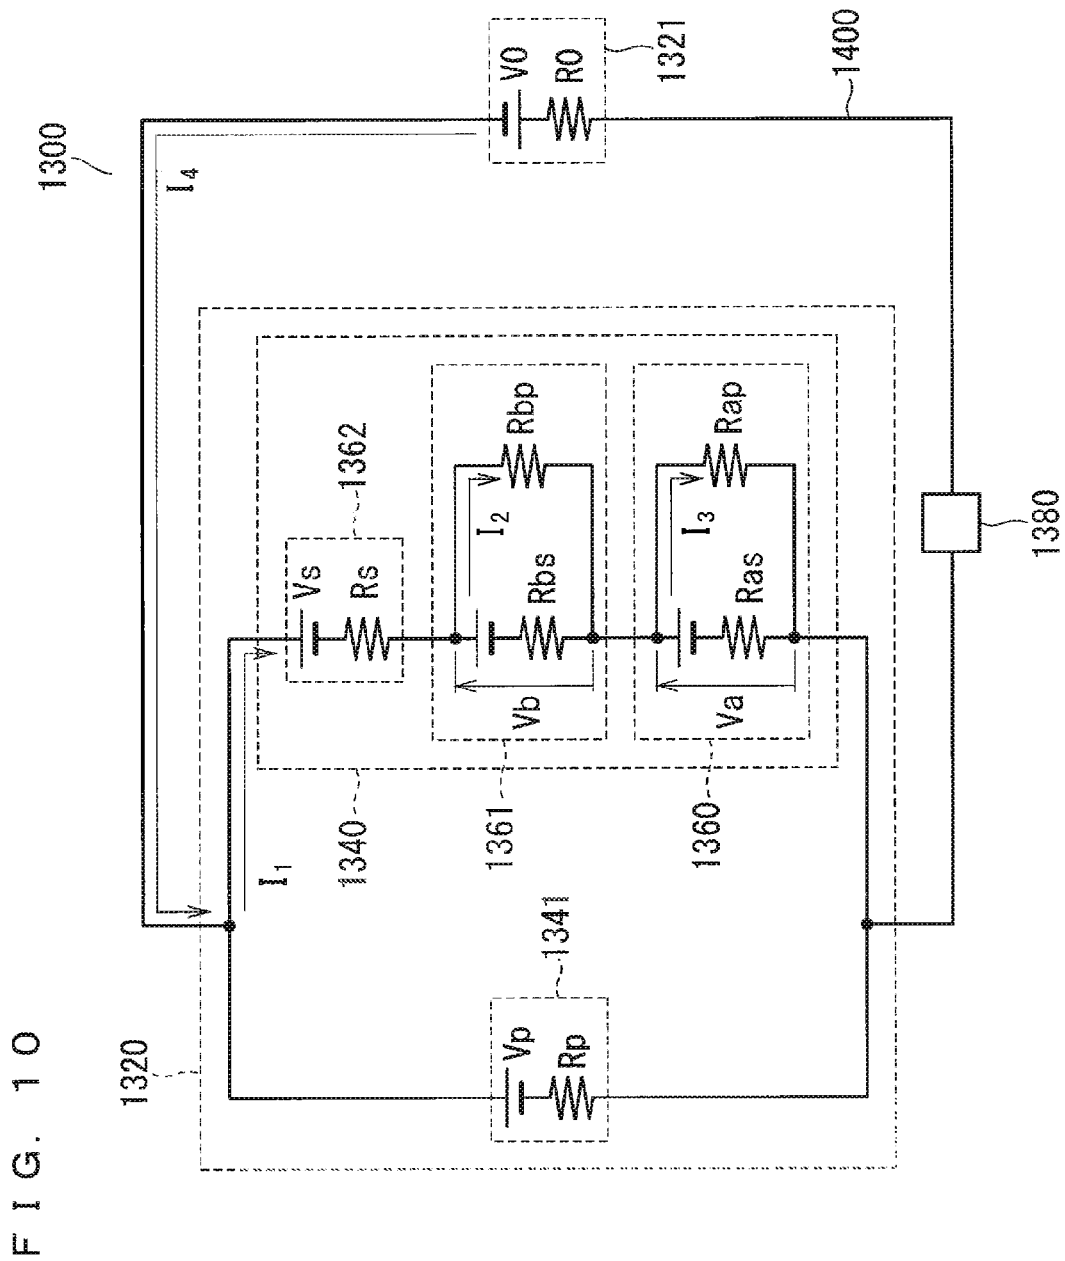 FIG. 10
1300
1320
I₄
V0
R0
1321
1400
1340
I₁
1362
Vs
Rs
1341
Vp
Rp
1361
Vb
I₂
Rbs
Rbp
1360
Va
I₃
Ras
Rap
1380